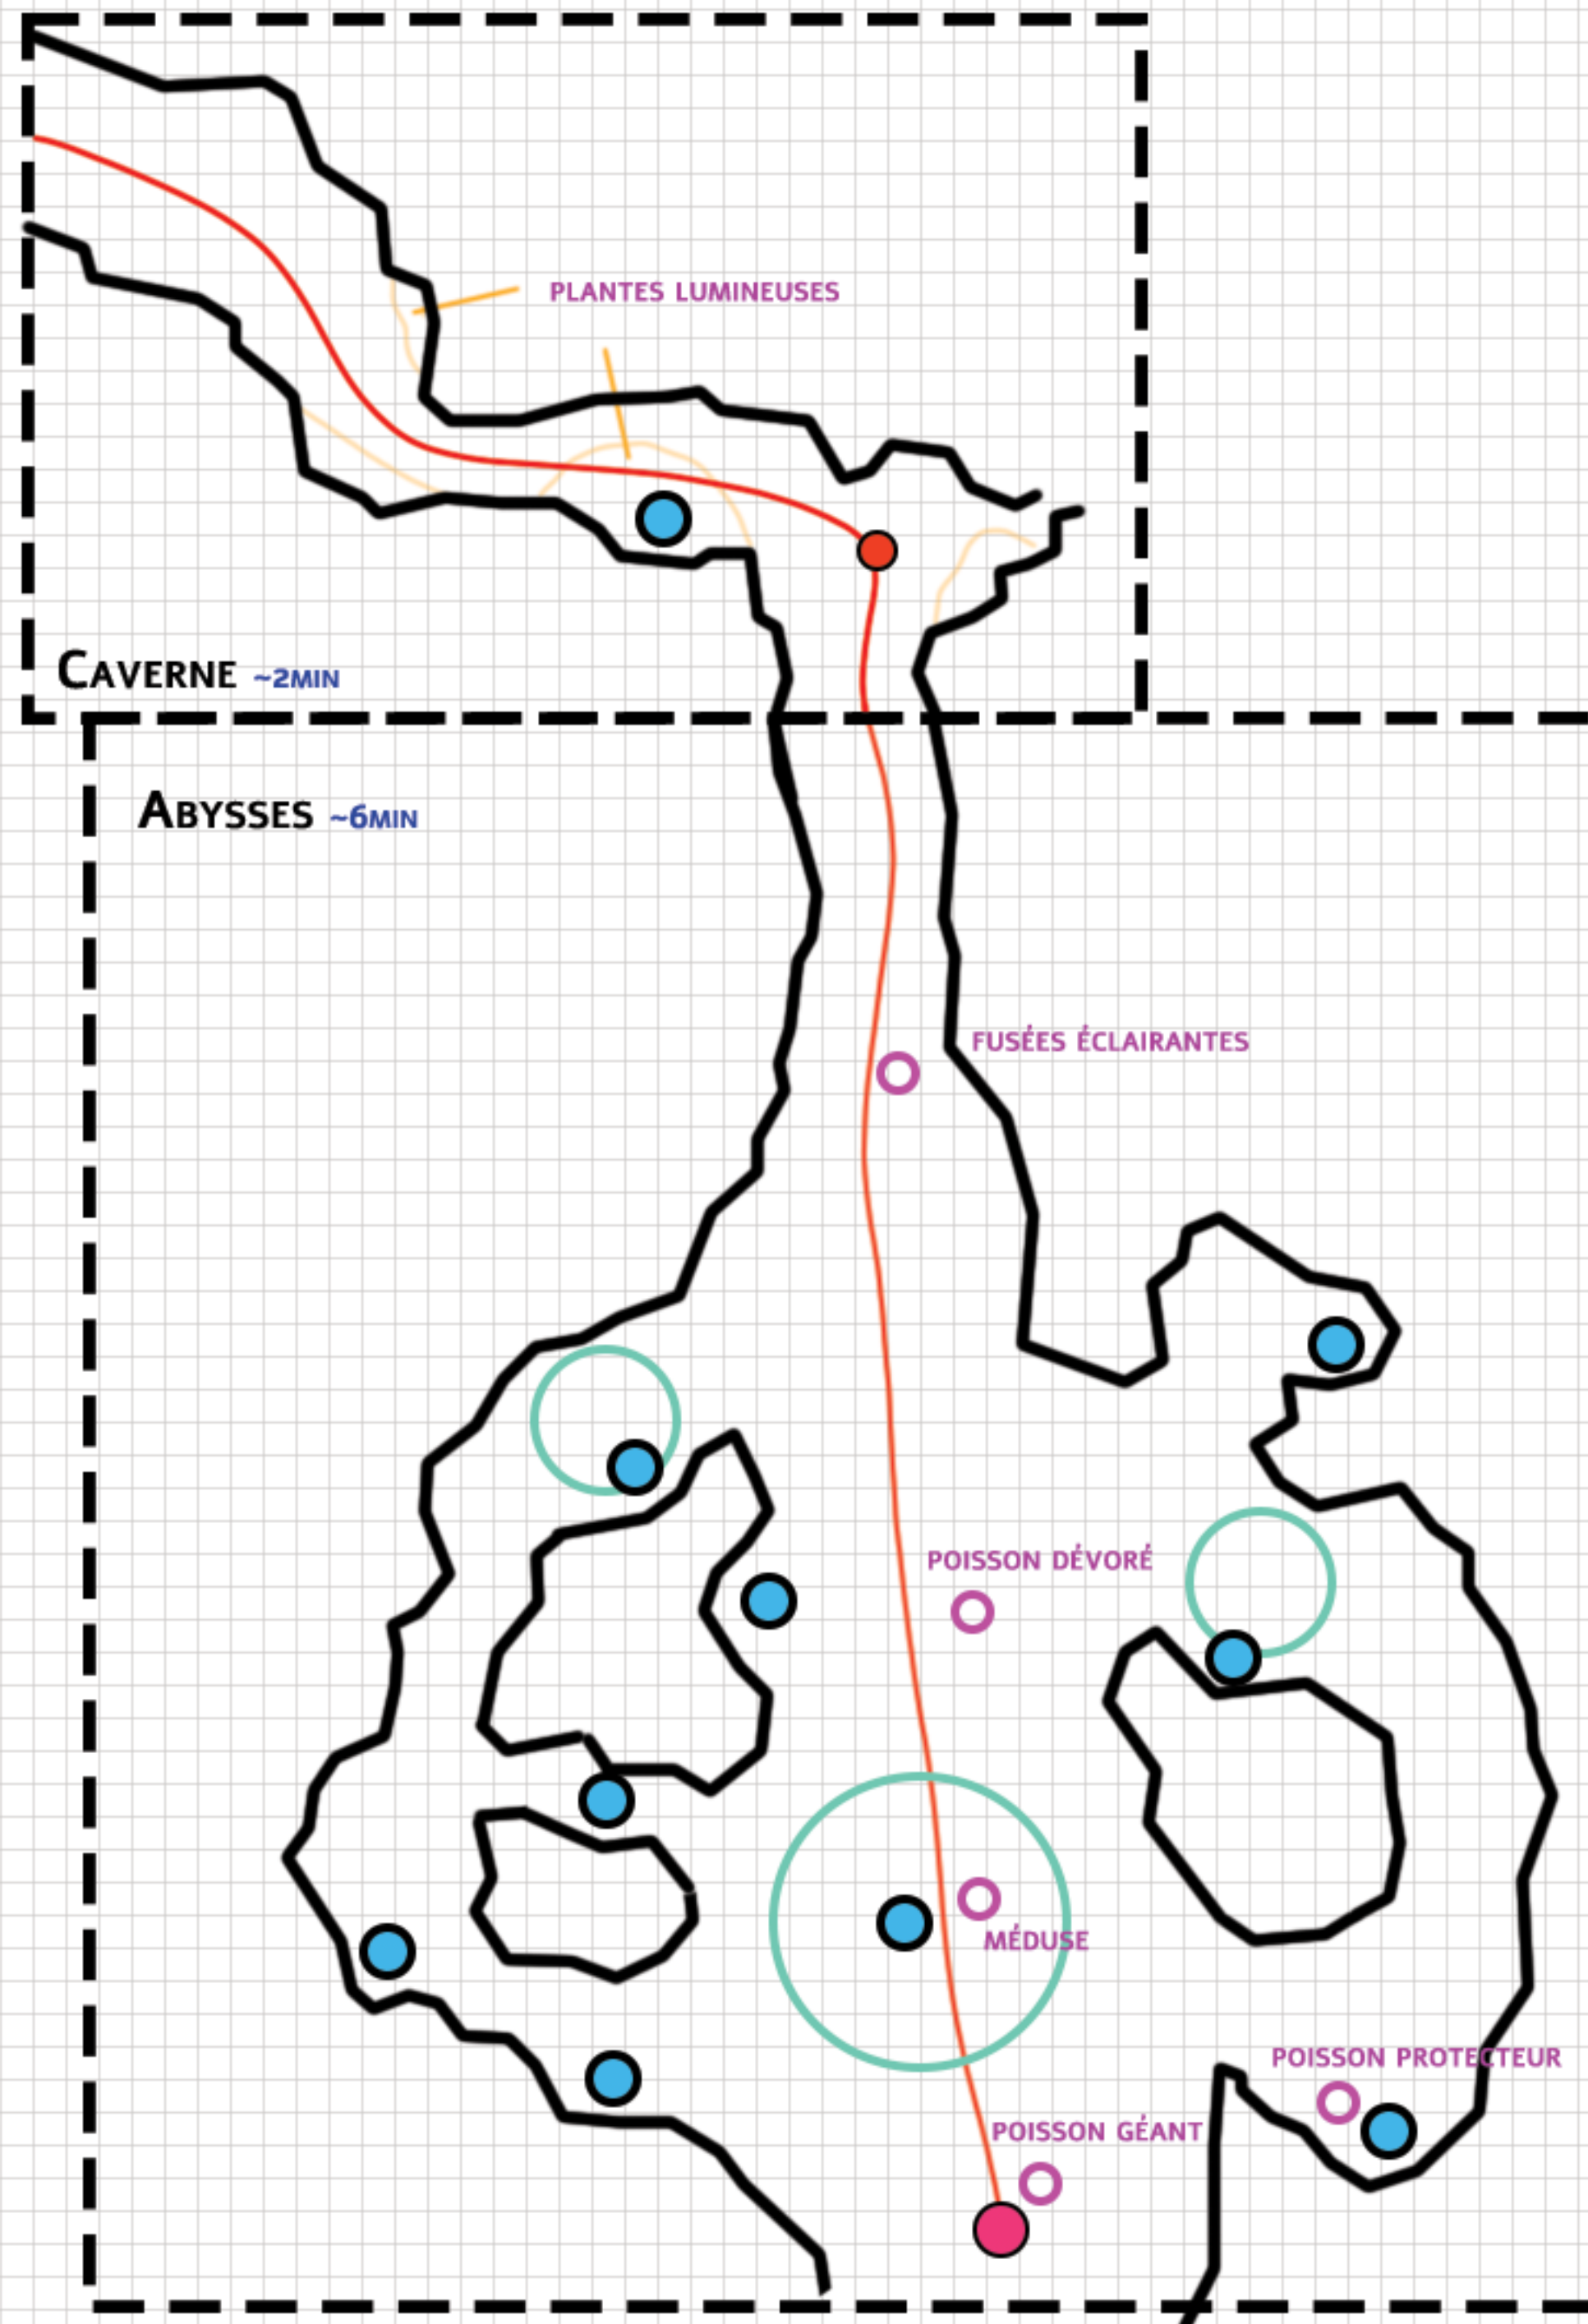 PLANTES LUMINEUSES
CAVERNE ~2MIN
ABYSSES ~6MIN
FUSÉES ÉCLAIRANTES
POISSON DÉVORÉ
MÉDUSE
POISSON PROTECTEUR
POISSON GÉANT